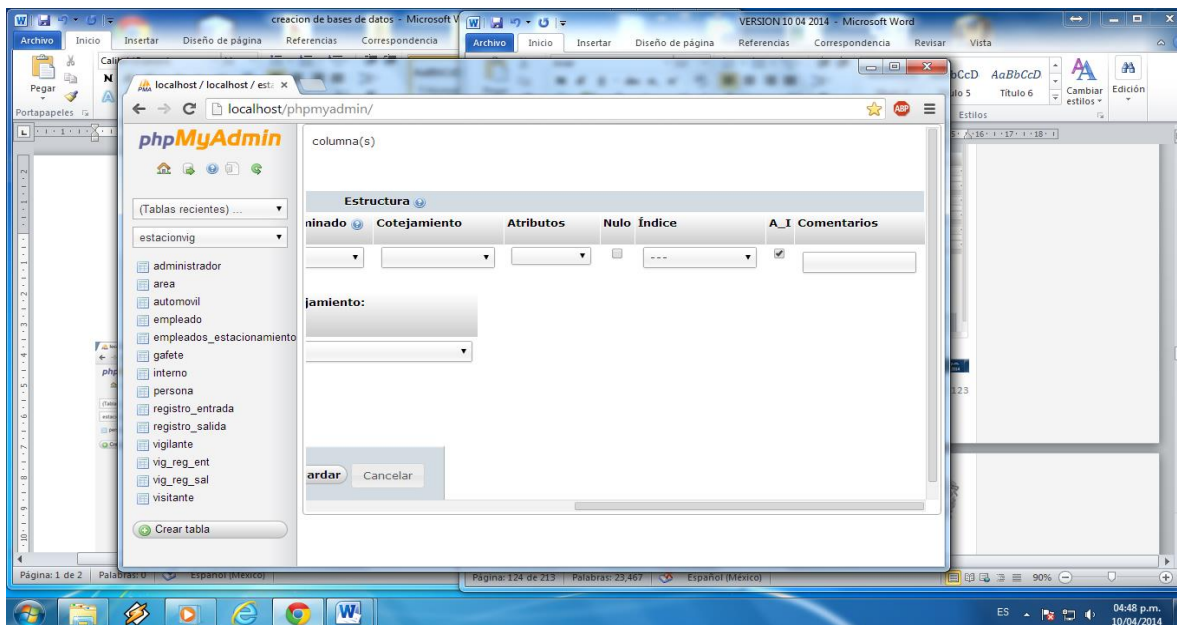 creacion de bases de datos - Microsoft
VERSION 10 04 2014 - Microsoft Word
Archivo Inicio Insertar Diseño de página Referencias Correspondencia
Archivo Inicio Insertar Diseño de página Referencias Correspondencia Revisar Vista
Pegar
Portapapeles
AaBbCcD
Título 6
Cambiar estilos
Edición
Estilos
localhost / localhost / esta
localhost/phpmyadmin/
ABP
phpMyAdmin
PMA
(Tablas recientes) ...
estacionvig
administrador
area
automovil
empleado
empleados_estacionamiento
gafete
interno
persona
registro_entrada
registro_salida
vigilante
vig_reg_ent
vig_reg_sal
visitante
Crear tabla
columna(s)
Estructura
minado Cotejamiento Atributos Nulo Índice A_I Comentarios
---
jamiento:
ardar Cancelar
123
Página: 1 de 2 Palabras: 0 Español (México)
Página: 124 de 213 Palabras: 23,467 Español (México) 90%
ES 04:48 p.m.
10/04/2014